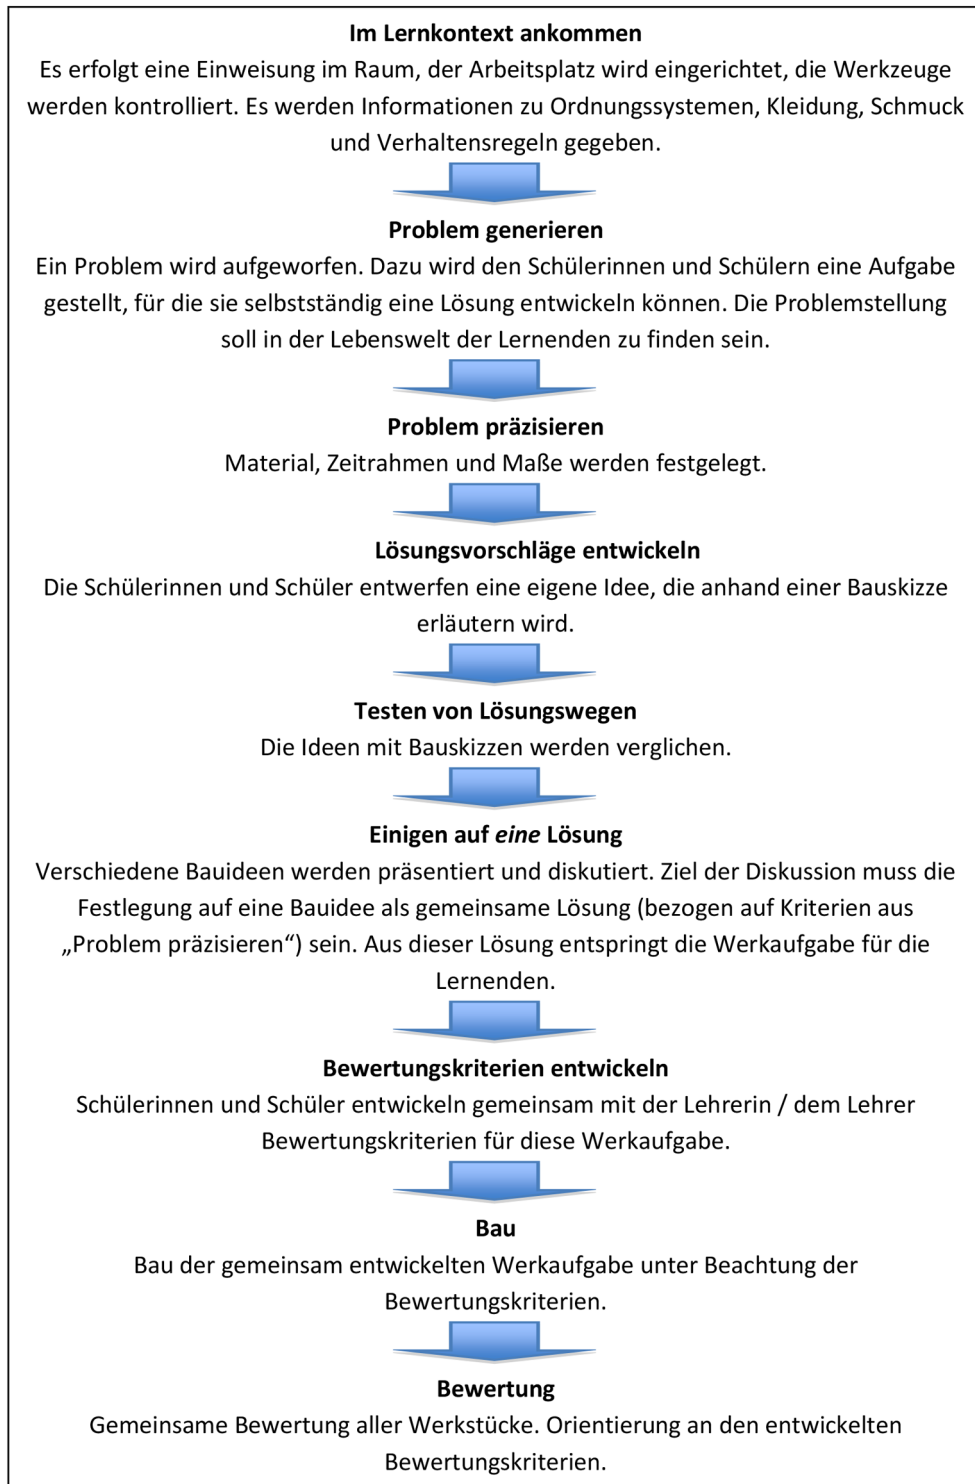 Im Lernkontext ankommen
Es erfolgt eine Einweisung im Raum, der Arbeitsplatz wird eingerichtet, die Werkzeuge
werden kontrolliert. Es werden Informationen zu Ordnungssystemen, Kleidung, Schmuck
und Verhaltensregeln gegeben.
Problem generieren
Ein Problem wird aufgeworfen. Dazu wird den Schülerinnen und Schülern eine Aufgabe
gestellt, für die sie selbstständig eine Lösung entwickeln können. Die Problemstellung
soll in der Lebenswelt der Lernenden zu finden sein.
Problem präzisieren
Material, Zeitrahmen und Maße werden festgelegt.
Lösungsvorschläge entwickeln
Die Schülerinnen und Schüler entwerfen eine eigene Idee, die anhand einer Bauskizze
erläutern wird.
Testen von Lösungswegen
Die Ideen mit Bauskizzen werden verglichen.
Einigen auf eine Lösung
Verschiedene Bauideen werden präsentiert und diskutiert. Ziel der Diskussion muss die
Festlegung auf eine Bauidee als gemeinsame Lösung (bezogen auf Kriterien aus
„Problem präzisieren“) sein. Aus dieser Lösung entspringt die Werkaufgabe für die
Lernenden.
Bewertungskriterien entwickeln
Schülerinnen und Schüler entwickeln gemeinsam mit der Lehrerin / dem Lehrer
Bewertungskriterien für diese Werkaufgabe.
Bau
Bau der gemeinsam entwickelten Werkaufgabe unter Beachtung der
Bewertungskriterien.
Bewertung
Gemeinsame Bewertung aller Werkstücke. Orientierung an den entwickelten
Bewertungskriterien.